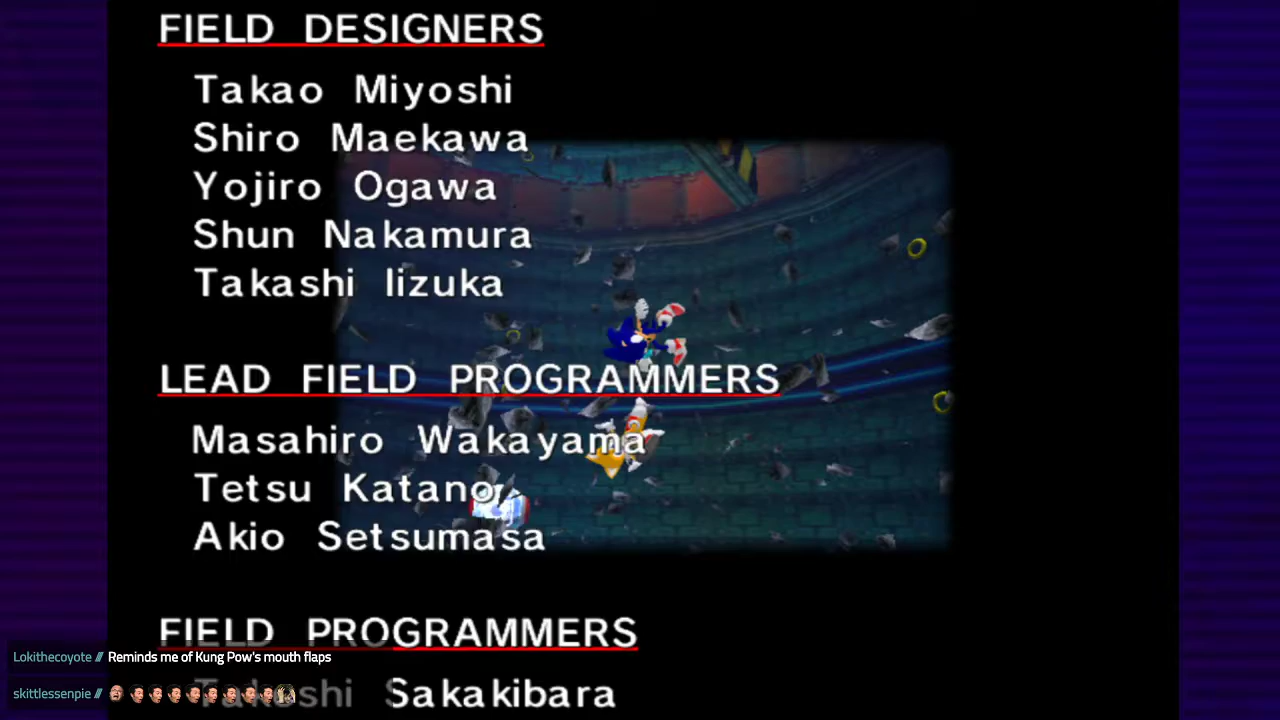 FIELD DESIGNERS
Takao Miyoshi
Shiro Maekawa
Yojiro Ogawa
Shun Nakamura
Takashi Iizuka
LEAD FIELD PROGRAMMERS
Masahiro Wakayama
Tetsu Katano
Akio Setsumasa
FIELD PROGRAMMERS
Lokithecoyote // Reminds me of Kung Pow's mouth flaps
skittlessenpie //
Takeshi Sakakibara